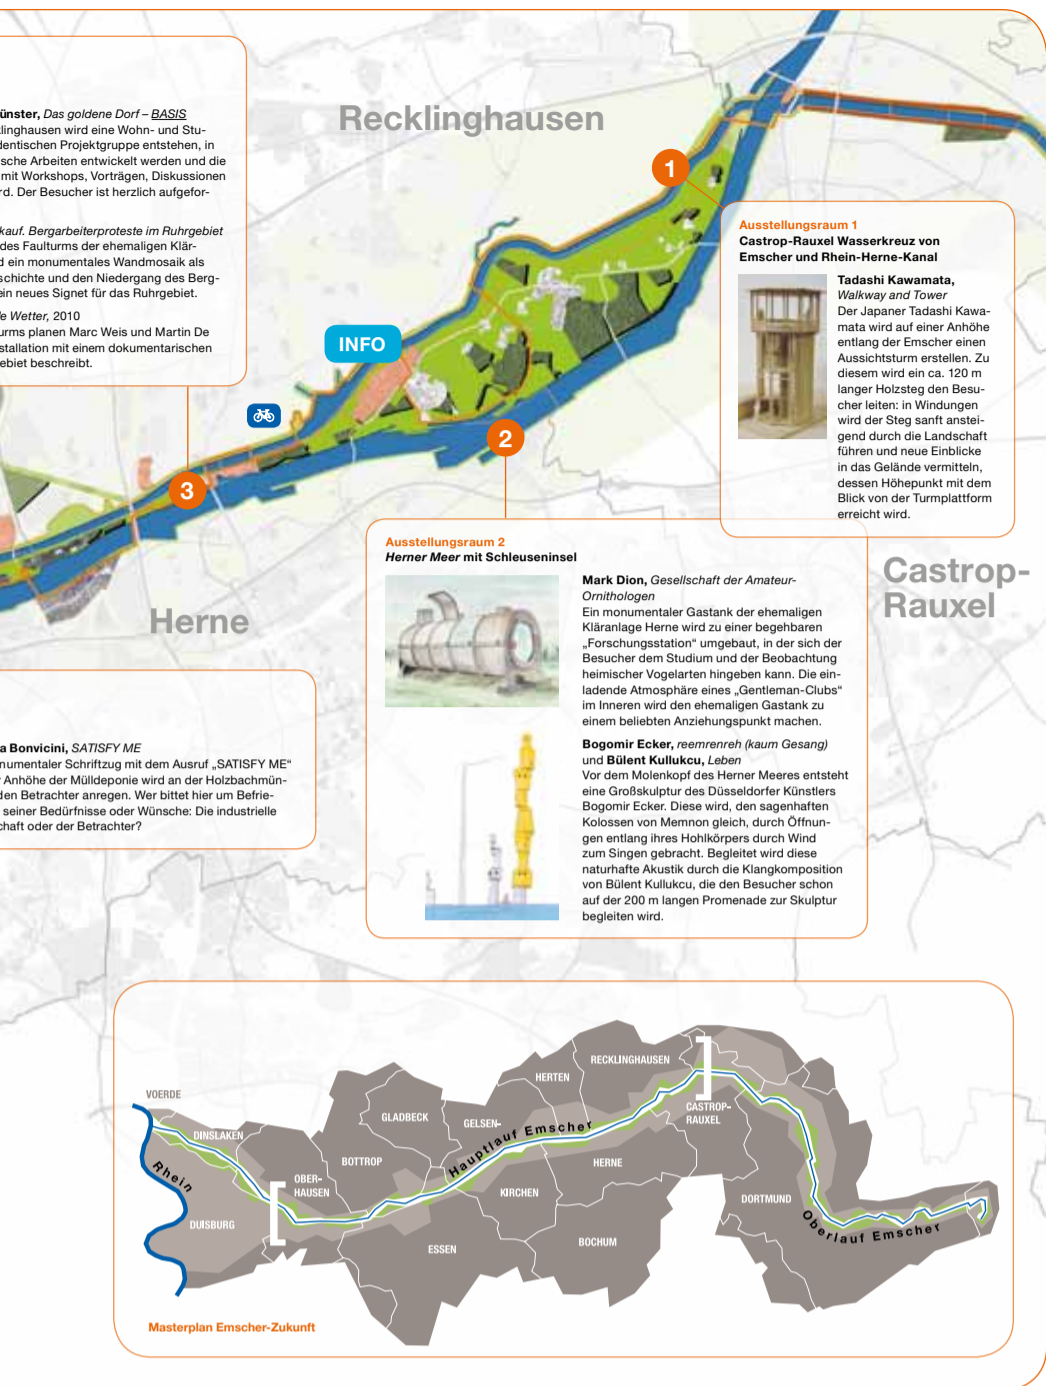 ünster, Das goldene Dorf – BASIS
klinghausen wird eine Wohn- und Stu-
dentischen Projektgruppe entstehen, in
sche Arbeiten entwickelt werden und die
mit Workshops, Vorträgen, Diskussionen
rd. Der Besucher ist herzlich aufgefor-
kauf. Bergarbeiterproteste im Ruhrgebiet
des Faulturms der ehemaligen Klär-
d ein monumentales Wandmosaik als
schichte und den Niedergang des Berg-
ein neues Signet für das Ruhrgebiet.
e Wetter, 2010
urms planen Marc Weis und Martin De
stallation mit einem dokumentarischen
ebiet beschreibt.
Recklinghausen
1
INFO
2
3
Ausstellungsraum 1
Castrop-Rauxel Wasserkreuz von
Emscher und Rhein-Herne-Kanal
Tadashi Kawamata,
Walkway and Tower
Der Japaner Tadashi Kawa-
mata wird auf einer Anhöhe
entlang der Emscher einen
Aussichtsturm erstellen. Zu
diesem wird ein ca. 120 m
langer Holzsteg den Besu-
cher leiten: in Windungen
wird der Steg sanft anstei-
gend durch die Landschaft
führen und neue Einblicke
in das Gelände vermitteln,
dessen Höhepunkt mit dem
Blick von der Turmplattform
erreicht wird.
Castrop-
Rauxel
Herne
Ausstellungsraum 2
Herner Meer mit Schleuseninsel
Mark Dion, Gesellschaft der Amateur-
Ornithologen
Ein monumentaler Gastank der ehemaligen
Kläranlage Herne wird zu einer begehbaren
„Forschungsstation“ umgebaut, in der sich der
Besucher dem Studium und der Beobachtung
heimischer Vogelarten hingeben kann. Die ein-
ladende Atmosphäre eines „Gentleman-Clubs“
im Inneren wird den ehemaligen Gastank zu
einem beliebten Anziehungspunkt machen.
Bogomir Ecker, reemrenreh (kaum Gesang)
und Bülent Kullukcu, Leben
Vor dem Molenkopf des Herner Meeres entsteht
eine Großskulptur des Düsseldorfer Künstlers
Bogomir Ecker. Diese wird, den sagenhaften
Kolossen von Memnon gleich, durch Öffnun-
gen entlang ihres Hohlkörpers durch Wind
zum Singen gebracht. Begleitet wird diese
naturhafte Akustik durch die Klangkomposition
von Bülent Kullukcu, die den Besucher schon
auf der 200 m langen Promenade zur Skulptur
begleiten wird.
a Bonvicini, SATISFY ME
numentaler Schriftzug mit dem Ausruf „SATISFY ME“
Anhöhe der Mülldeponie wird an der Holzbachmün-
den Betrachter anregen. Wer bittet hier um Befrie-
seiner Bedürfnisse oder Wünsche: Die industrielle
chaft oder der Betrachter?
VOERDE
DINSLAKEN
Rhein
DUISBURG
OBER-
HAUSEN
BOTTROP
GLADBECK
GELSEN-
KIRCHEN
HERTEN
RECKLINGHAUSEN
CASTROP-
RAUXEL
Hauptlauf Emscher
HERNE
ESSEN
BOCHUM
DORTMUND
Oberlauf Emscher
Masterplan Emscher-Zukunft